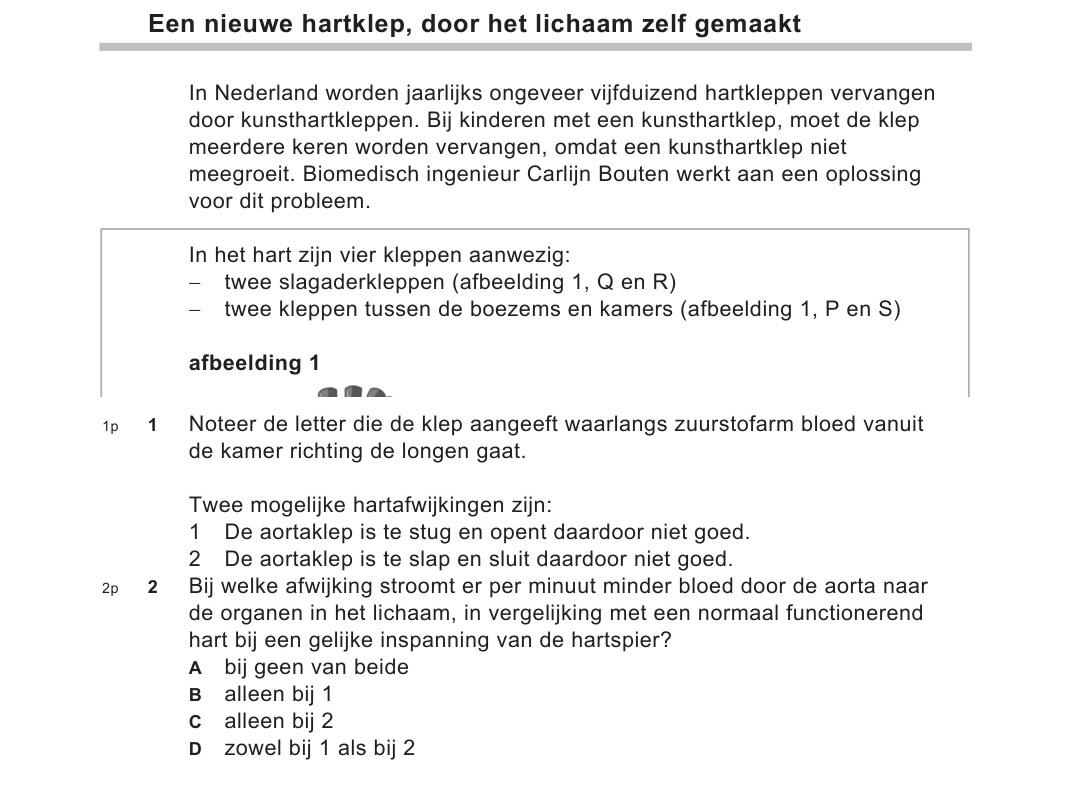 Een nieuwe hartklep, door het lichaam zelf gemaakt
In Nederland worden jaarlijks ongeveer vijfduizend hartkleppen vervangen
door kunsthartkleppen. Bij kinderen met een kunsthartklep, moet de klep
meerdere keren worden vervangen, omdat een kunsthartklep niet
meegroeit. Biomedisch ingenieur Carlijn Bouten werkt aan een oplossing
voor dit probleem.
In het hart zijn vier kleppen aanwezig:
– twee slagaderkleppen (afbeelding 1, Q en R)
– twee kleppen tussen de boezems en kamers (afbeelding 1, P en S)
afbeelding 1
1p 1 Noteer de letter die de klep aangeeft waarlangs zuurstofarm bloed vanuit
de kamer richting de longen gaat.
Twee mogelijke hartafwijkingen zijn:
1 De aortaklep is te stug en opent daardoor niet goed.
2 De aortaklep is te slap en sluit daardoor niet goed.
2p 2 Bij welke afwijking stroomt er per minuut minder bloed door de aorta naar
de organen in het lichaam, in vergelijking met een normaal functionerend
hart bij een gelijke inspanning van de hartspier?
A bij geen van beide
B alleen bij 1
C alleen bij 2
D zowel bij 1 als bij 2